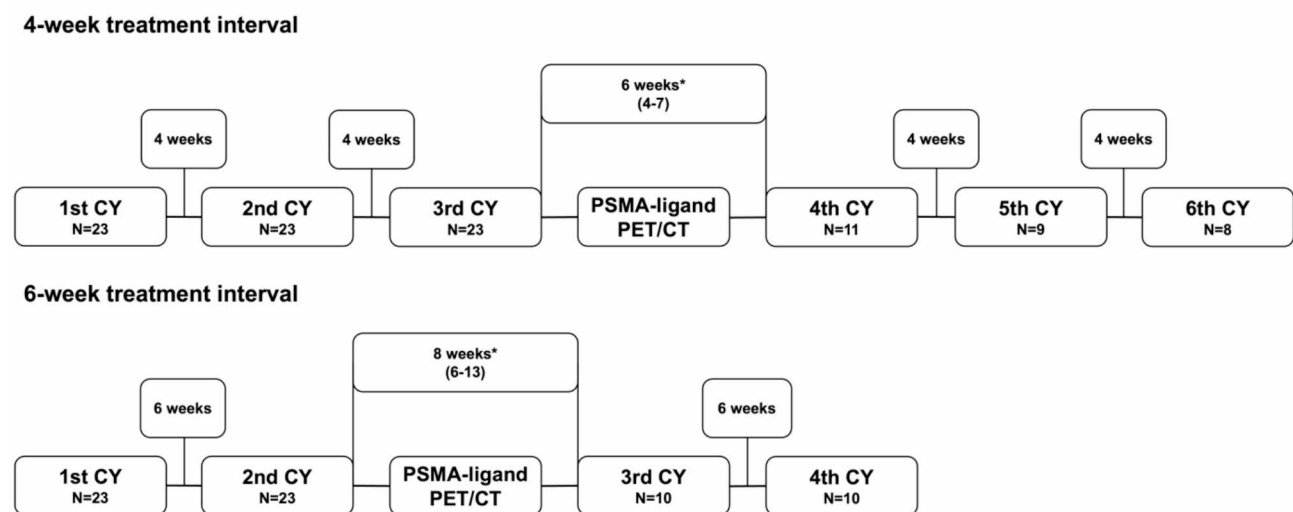 4-week treatment interval
6 weeks*
(4-7)
4 weeks
4 weeks
4 weeks
4 weeks
1st CY
N=23
2nd CY
N=23
3rd CY
N=23
PSMA-ligand
PET/CT
4th CY
N=11
5th CY
N=9
6th CY
N=8
6-week treatment interval
8 weeks*
(6-13)
6 weeks
6 weeks
1st CY
N=23
2nd CY
N=23
PSMA-ligand
PET/CT
3rd CY
N=10
4th CY
N=10